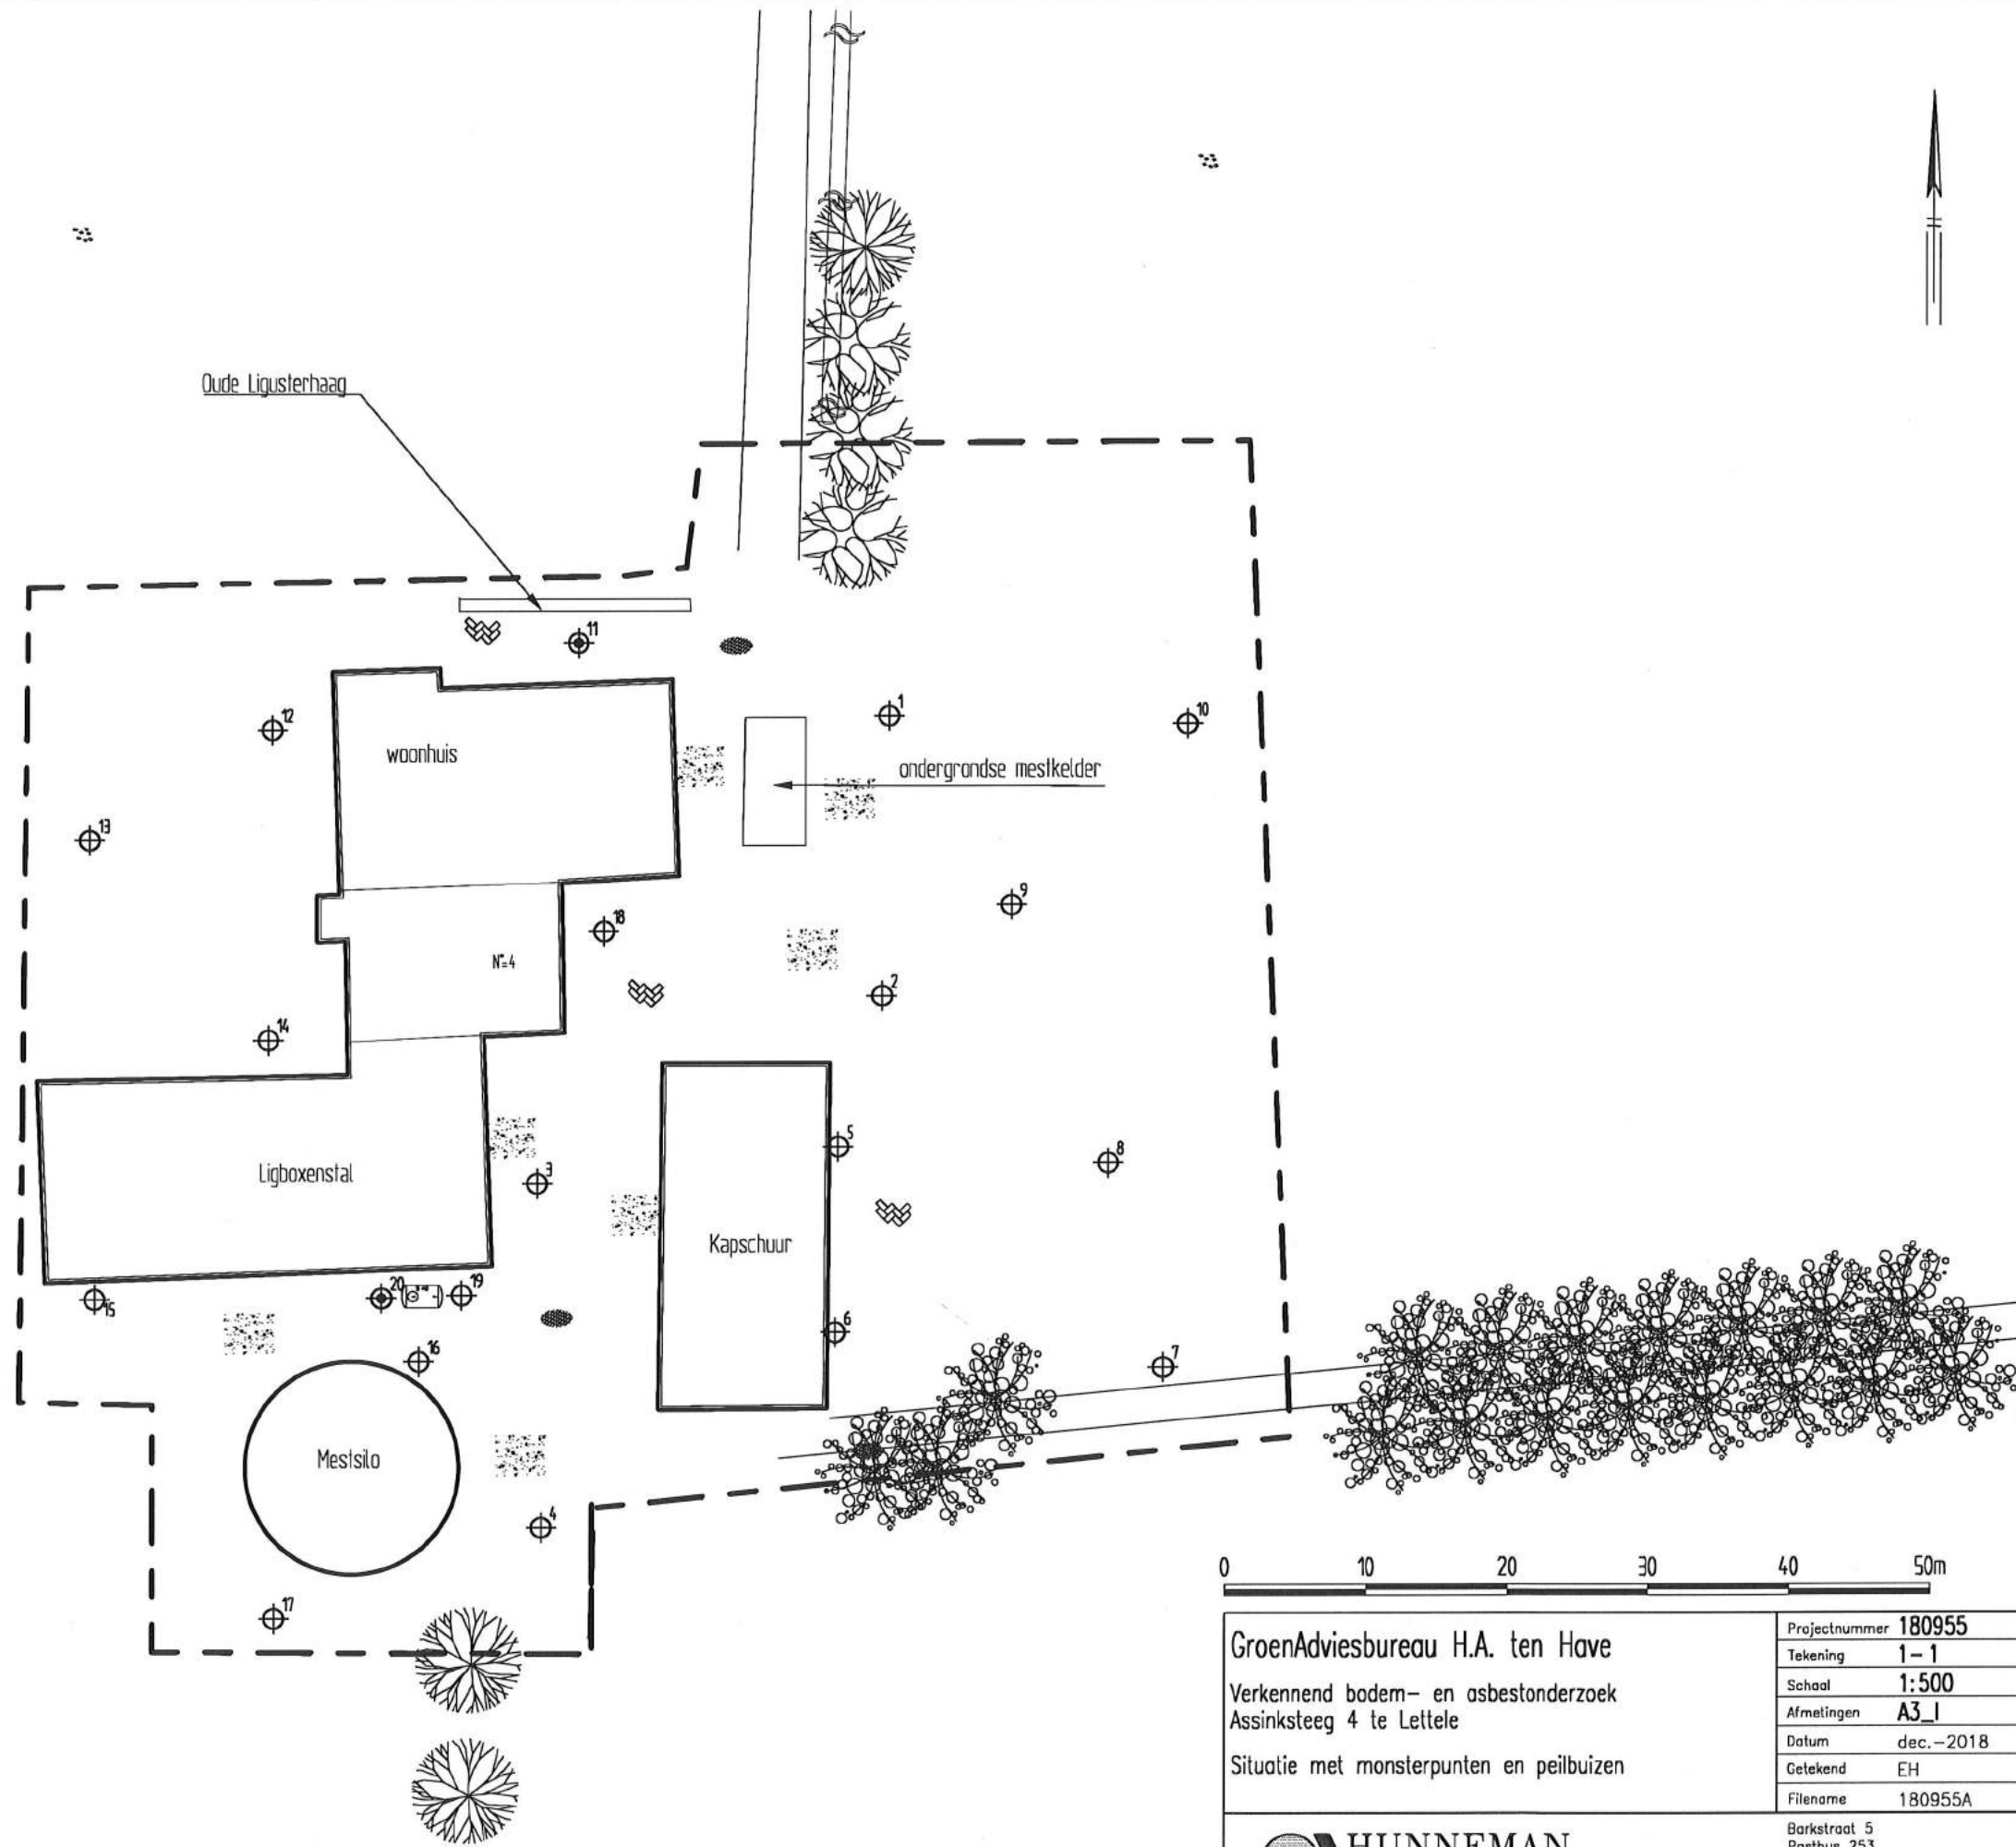 Oude Ligusterhaag
11
12
1
10
woonhuis
ondergrondse mestkelder
13
9
18
N°=4
2
14
5
8
3
Ligboxenstal
Kapschuur
20
19
15
6
16
7
Mestsilo
4
17
0 10 20 30 40 50m
GroenAdviesbureau H.A. ten Have
Verkennend bodem- en asbestonderzoek
Assinksteeg 4 te Lettele
Situatie met monsterpunten en peilbuizen
Projectnummer 180955
Tekening 1-1
Schaal 1:500
Afmetingen A3_l
Datum dec.-2018
Getekend EH
Filename 180955A
HUNNEMAN
Barkstraat 5
Postbus 253